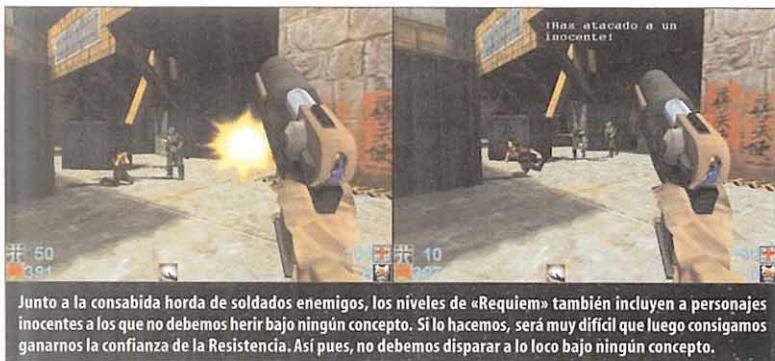 ¡Has atacado a un
inocente!
50
391
10
Junto a la consabida horda de soldados enemigos, los niveles de «Requiem» también incluyen a personajes
inocentes a los que no debemos herir bajo ningún concepto. Si lo hacemos, será muy difícil que luego consigamos
ganarnos la confianza de la Resistencia. Así pues, no debemos disparar a lo loco bajo ningún concepto.